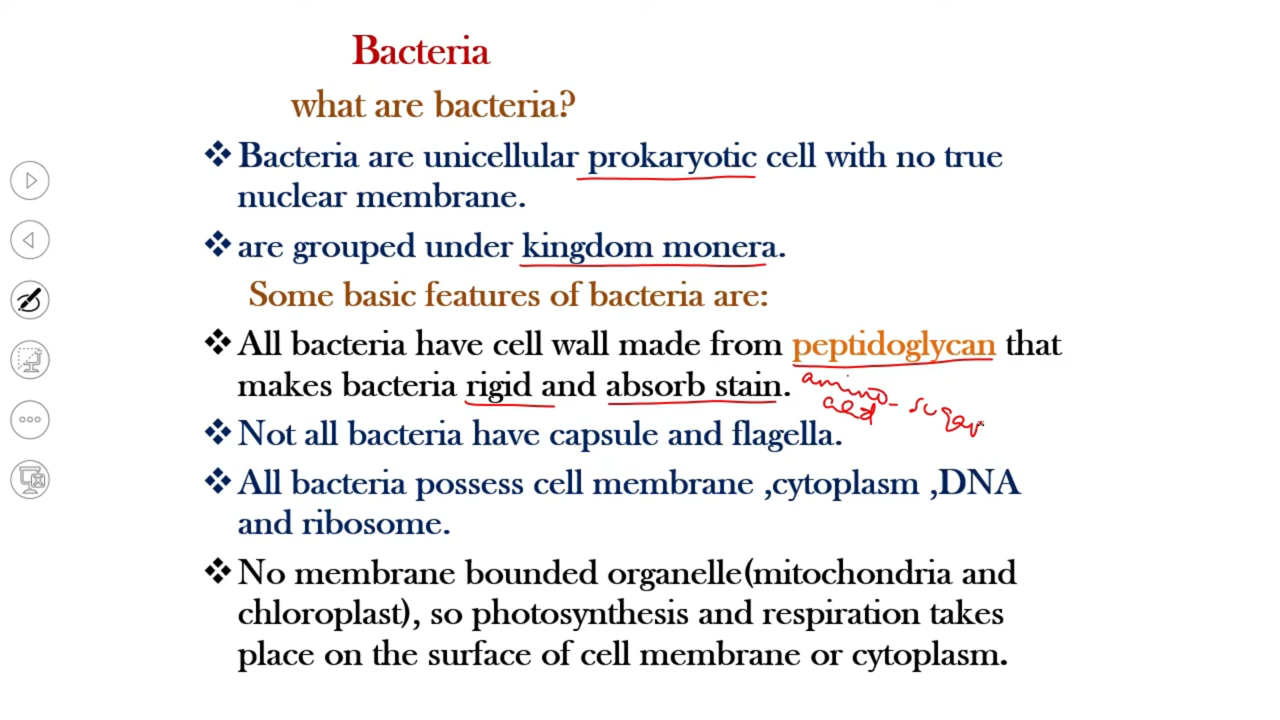 Bacteria
what are bacteria?
❖ Bacteria are unicellular prokaryotic cell with no true
nuclear membrane.
❖ are grouped under kingdom monera.
Some basic features of bacteria are:
❖ All bacteria have cell wall made from peptidoglycan that
makes bacteria rigid and absorb stain.
amino- sugar
acid
❖ Not all bacteria have capsule and flagella.
❖ All bacteria possess cell membrane ,cytoplasm ,DNA
and ribosome.
❖ No membrane bounded organelle(mitochondria and
chloroplast), so photosynthesis and respiration takes
place on the surface of cell membrane or cytoplasm.